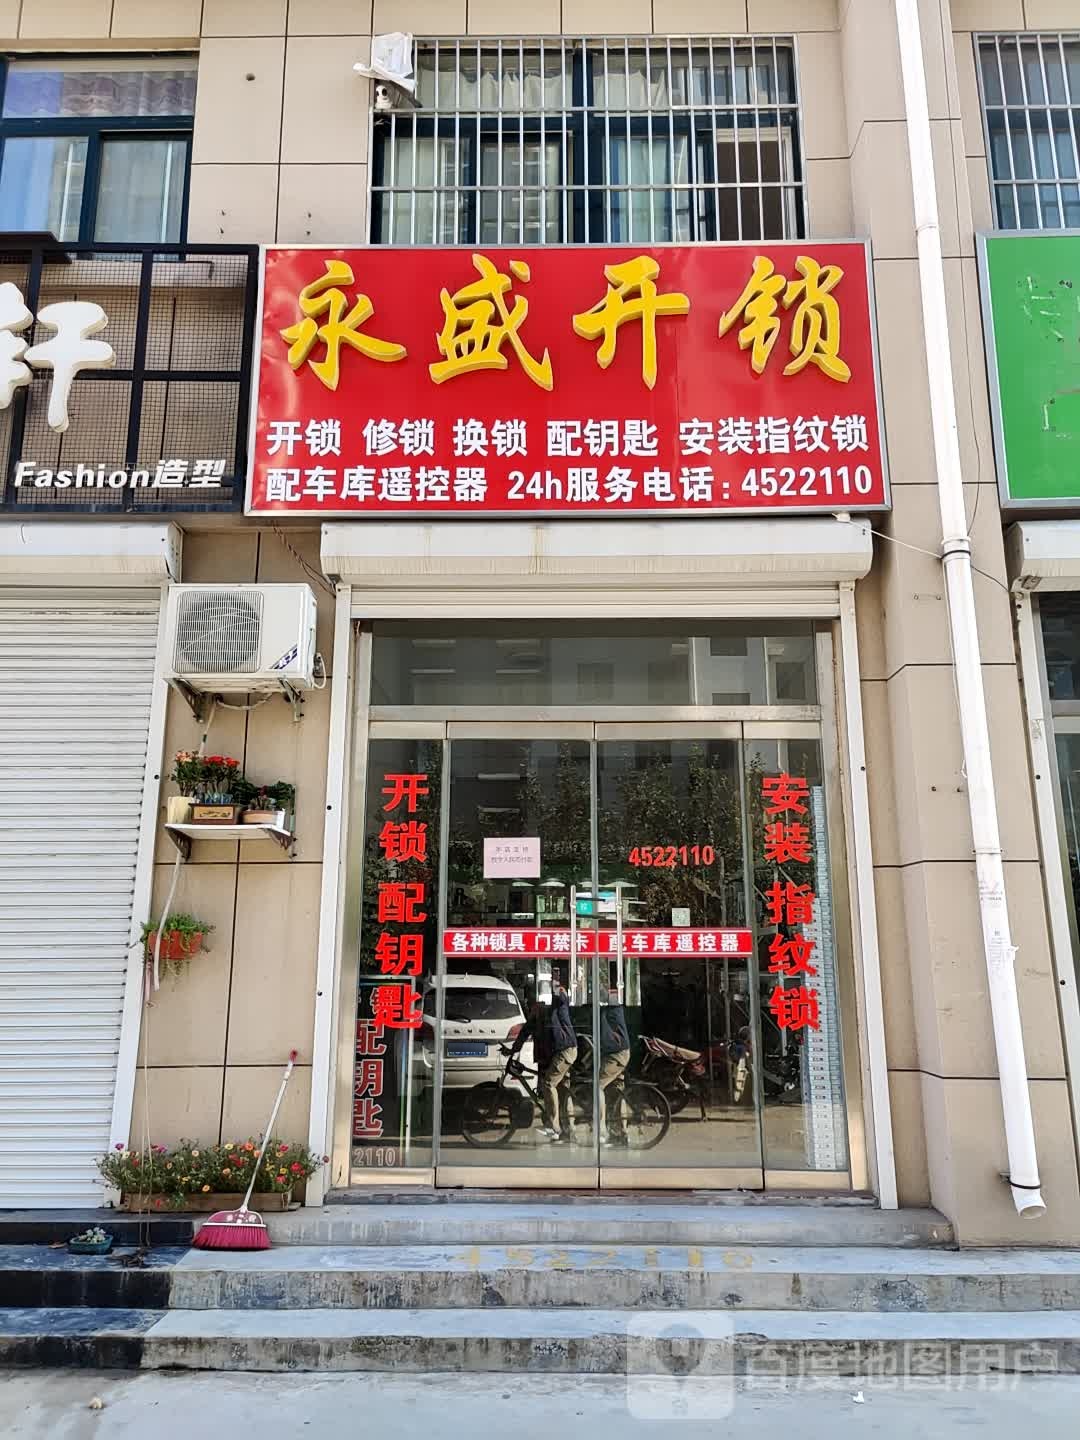 永盛开锁
开锁 修锁 换锁 配钥匙 安装指纹锁
配车库遥控器 24h服务电话：4522110
轩
Fashion造型
开锁 配钥匙
安装 指纹锁
4522110
各种锁具 门禁卡 配车库遥控器
配钥匙
2110
4522110
百度地图用户